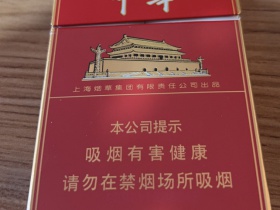 上海烟草集团有限责任公司出品
本公司提示
吸烟有害健康
请勿在禁烟场所吸烟